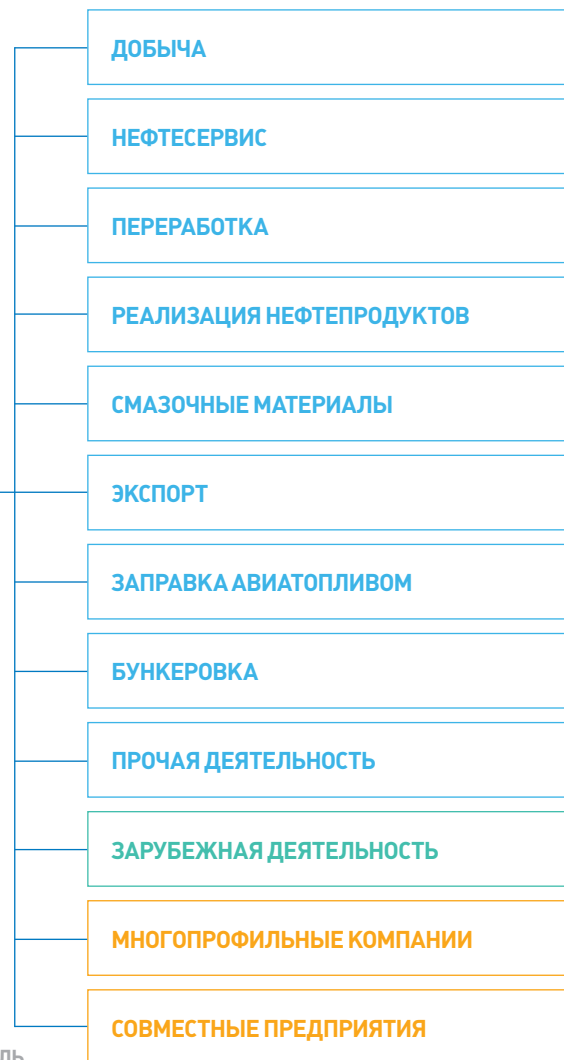 ДОБЫЧА
НЕФТЕСЕРВИС
ПЕРЕРАБОТКА
РЕАЛИЗАЦИЯ НЕФТЕПРОДУКТОВ
СМАЗОЧНЫЕ МАТЕРИАЛЫ
ЭКСПОРТ
ЗАПРАВКА АВИАТОПЛИВОМ
БУНКЕРОВКА
ПРОЧАЯ ДЕЯТЕЛЬНОСТЬ
ЗАРУБЕЖНАЯ ДЕЯТЕЛЬНОСТЬ
МНОГОПРОФИЛЬНЫЕ КОМПАНИИ
СОВМЕСТНЫЕ ПРЕДПРИЯТИЯ